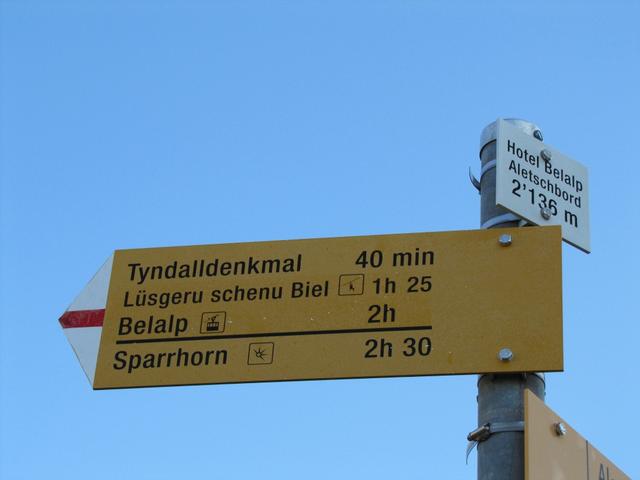 Hotel Belalp
Aletschbord
2'136 m
Tyndalldenkmal 40 min
Lüsgeru schenu Biel 1h 25
Belalp 2h
Sparrhorn 2h 30